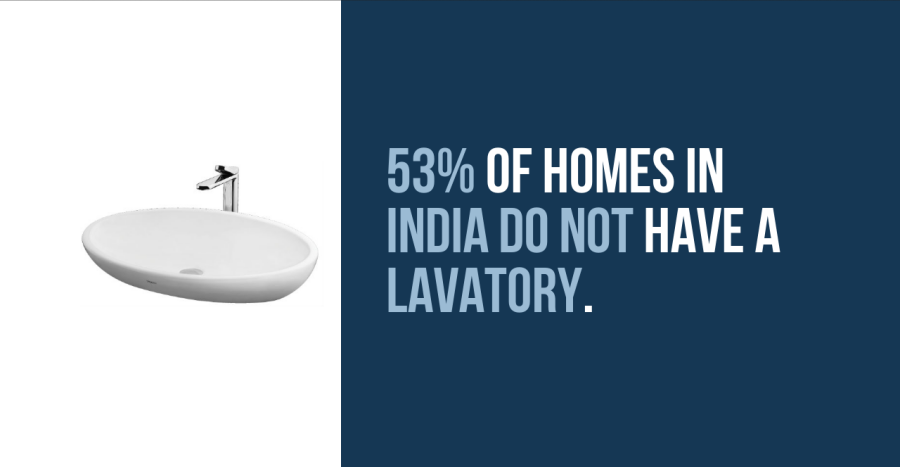 53% OF HOMES IN
INDIA DO NOT HAVE A
LAVATORY.